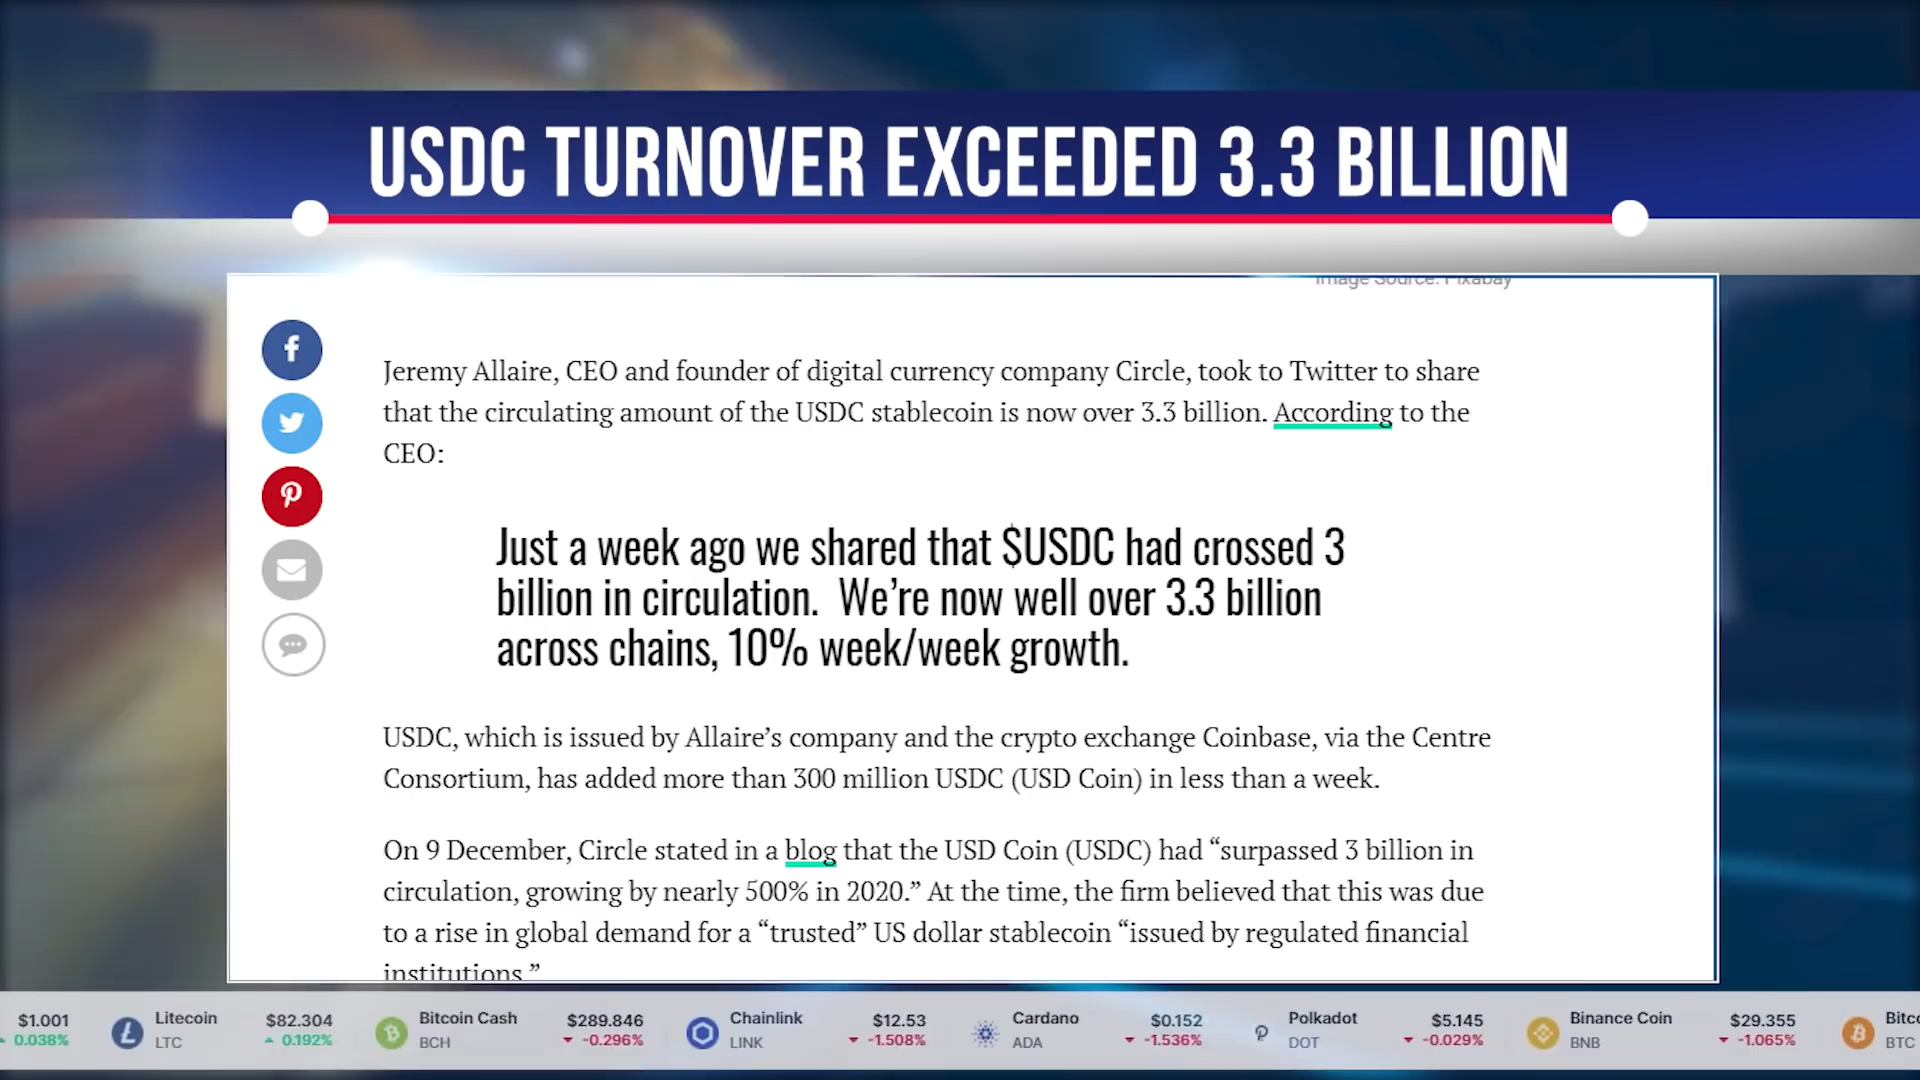 USDC TURNOVER EXCEEDED 3.3 BILLION
Image Source: Pixabay
Jeremy Allaire, CEO and founder of digital currency company Circle, took to Twitter to share
that the circulating amount of the USDC stablecoin is now over 3.3 billion. According to the
CEO:
Just a week ago we shared that $USDC had crossed 3
billion in circulation. We’re now well over 3.3 billion
across chains, 10% week/week growth.
USDC, which is issued by Allaire’s company and the crypto exchange Coinbase, via the Centre
Consortium, has added more than 300 million USDC (USD Coin) in less than a week.
On 9 December, Circle stated in a blog that the USD Coin (USDC) had “surpassed 3 billion in
circulation, growing by nearly 500% in 2020.” At the time, the firm believed that this was due
to a rise in global demand for a “trusted” US dollar stablecoin “issued by regulated financial
institutions.”
$1.001 Litecoin $82.304 Bitcoin Cash $289.846 Chainlink $12.53 Cardano $0.152 Polkadot $5.145 Binance Coin $29.355 Bitc
0.038% LTC 0.192% BCH -0.296% LINK -1.508% ADA -1.536% DOT -0.029% BNB -1.065% BTC